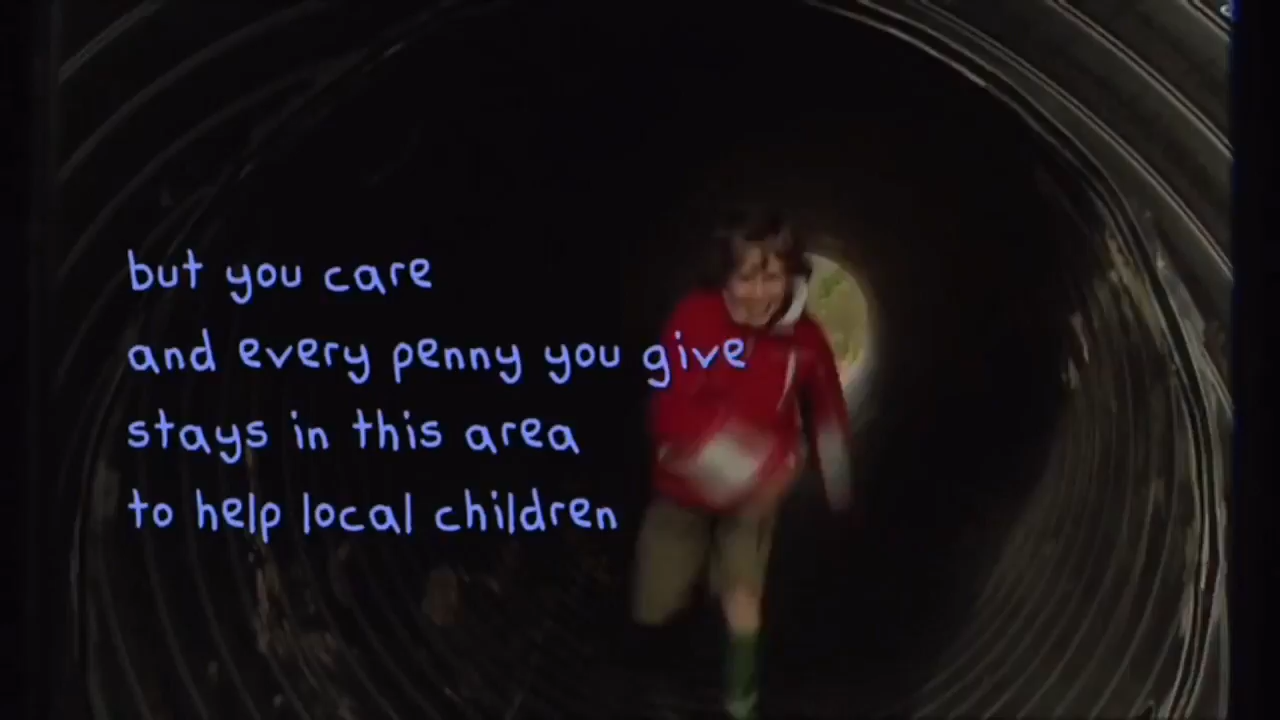 but you care
and every penny you give
stays in this area
to help local children